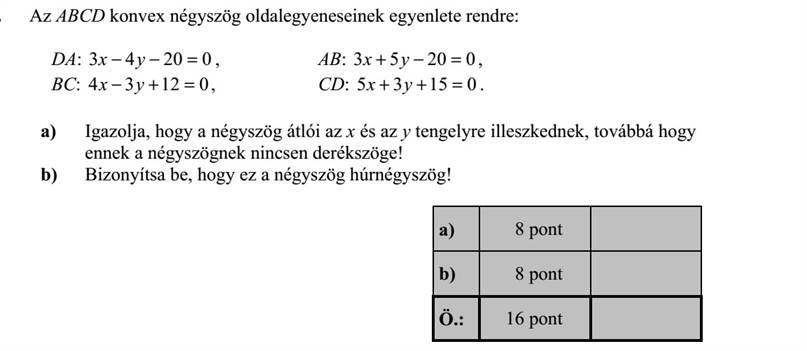 Az ABCD konvex négyszög oldalegyeneseinek egyenlete rendre:
DA: 3x − 4y − 20 = 0, AB: 3x + 5y − 20 = 0,
BC: 4x − 3y + 12 = 0, CD: 5x + 3y + 15 = 0.
a) Igazolja, hogy a négyszög átlói az x és az y tengelyre illeszkednek, továbbá hogy
ennek a négyszögnek nincsen derékszöge!
b) Bizonyítsa be, hogy ez a négyszög húrnégyszög!
a) 8 pont
b) 8 pont
Ö.: 16 pont